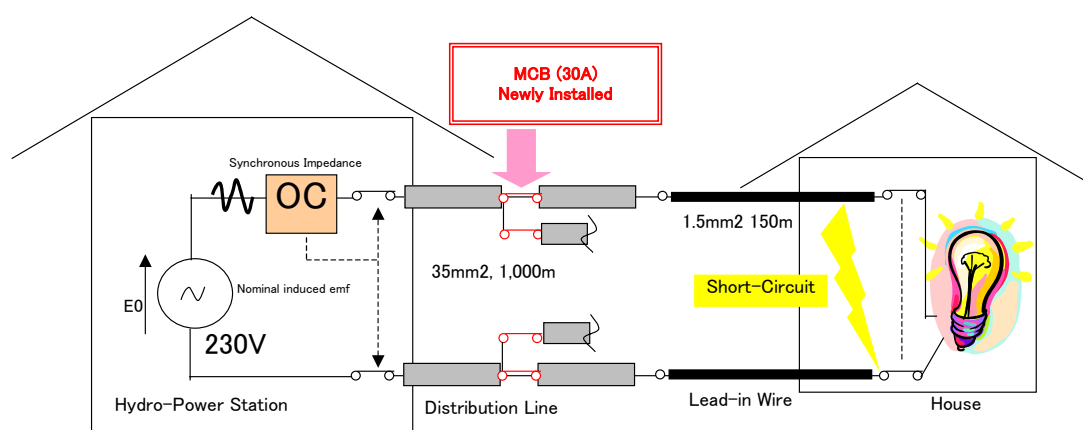 MCB (30A)
Newly Installed
Synchronous Impedance
OC
1.5mm2 150m
35mm2, 1,000m
Short-Circuit
E0
Nominal induced emf
230V
Hydro-Power Station
Distribution Line
Lead-in Wire
House